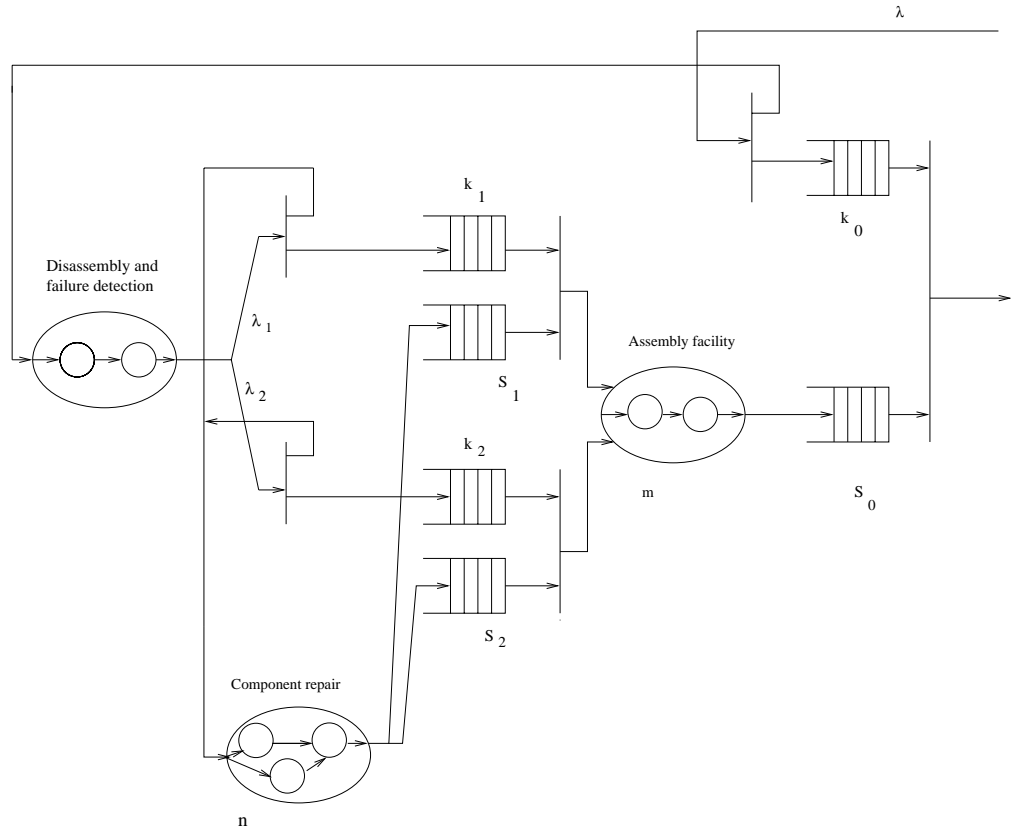 λ
k 0
k 1
Disassembly and
failure detection
λ 1
S 1
Assembly facility
λ 2
k 2
m
S 0
S 2
Component repair
n